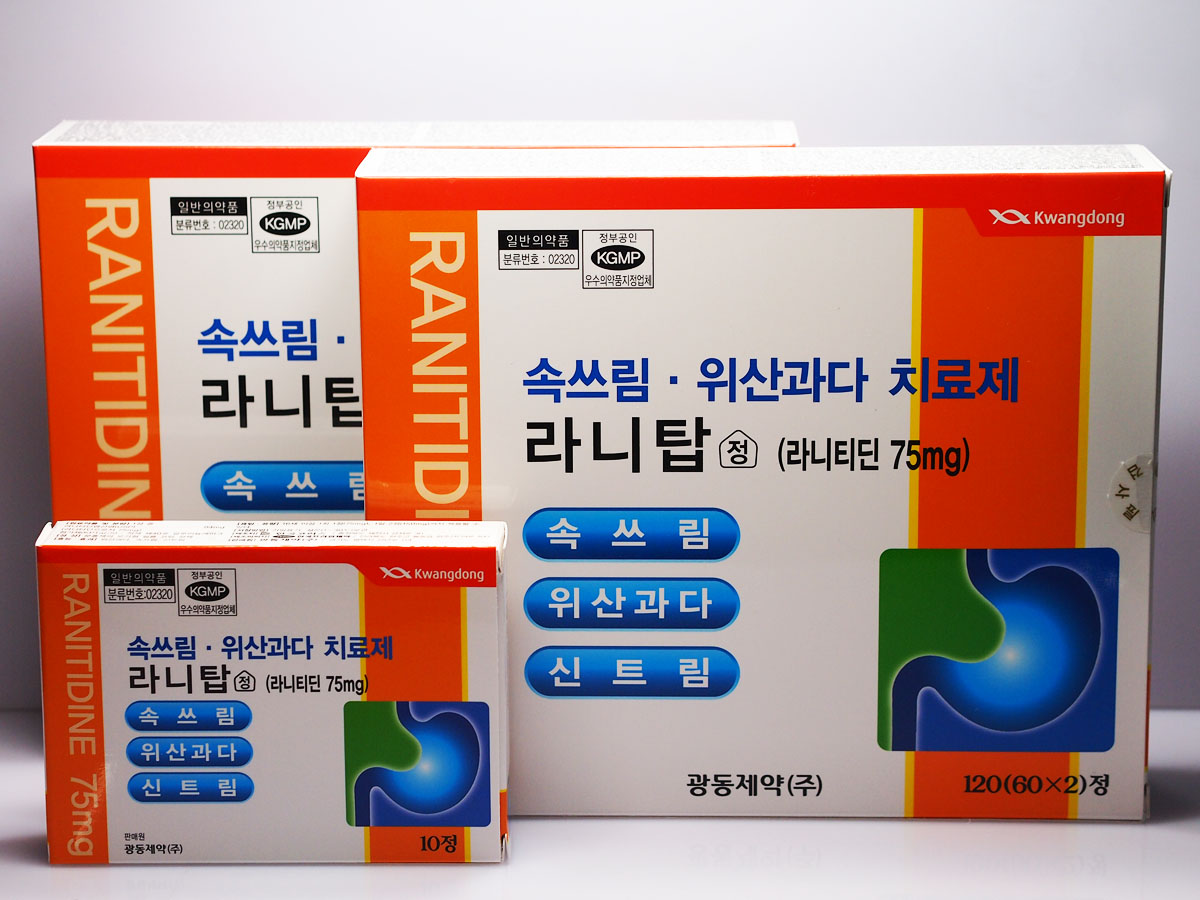 RANITIDIN
일반의약품
분류번호 : 02320
정부공인
KGMP
우수의약품지정업체
속쓰림 ·
라니탑
속 쓰
RANITIDI
일반의약품
분류번호 : 02320
정부공인
KGMP
우수의약품지정업체
Kwangdong
속쓰림 · 위산과다 치료제
라니탑 정 (라니티딘 75mg)
속 쓰 림
위산과다
신 트 림
광동제약(주)
120(60×2)정
RANITIDINE 75mg
일반의약품
분류번호:02320
정부공인
KGMP
우수의약품지정업체
Kwangdong
속쓰림 · 위산과다 치료제
라니탑 정 (라니티딘 75mg)
속 쓰 림
위산과다
신 트 림
판매원
광동제약(주)
10정